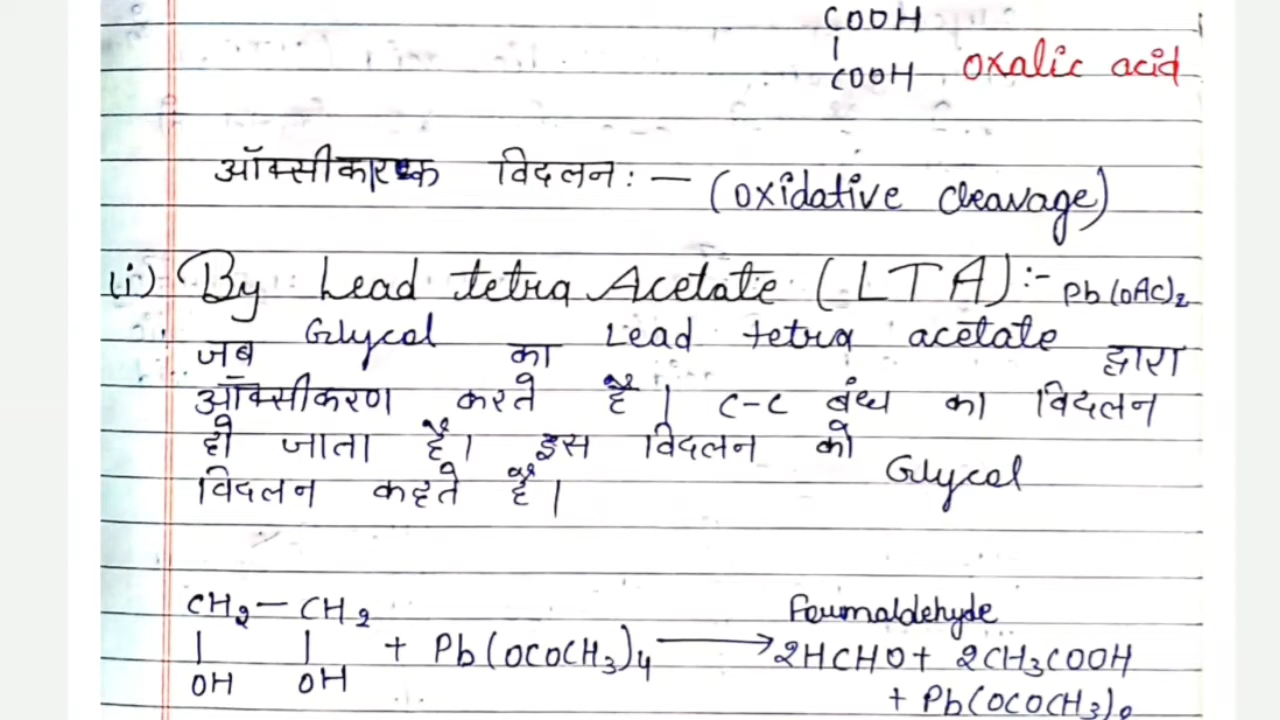 COOH
|
COOH oxalic acid
ऑक्सीकारक विदलन :- (oxidative cleavage)
(i) By Lead tetra Acetate (LTA) :- Pb(OAc)2
जब Glycol का Lead tetra acetate द्वारा
ऑक्सीकरण करते हैं। C-C बंध का विदलन
हो जाता हैं। इस विदलन को Glycol
विदलन कहते हैं।
CH2 — CH2
| |
OH OH + Pb(OCOCH3)4 ⟶ 2HCHO + 2CH3COOH
Formaldehyde
+ Pb(OCOCH3)2